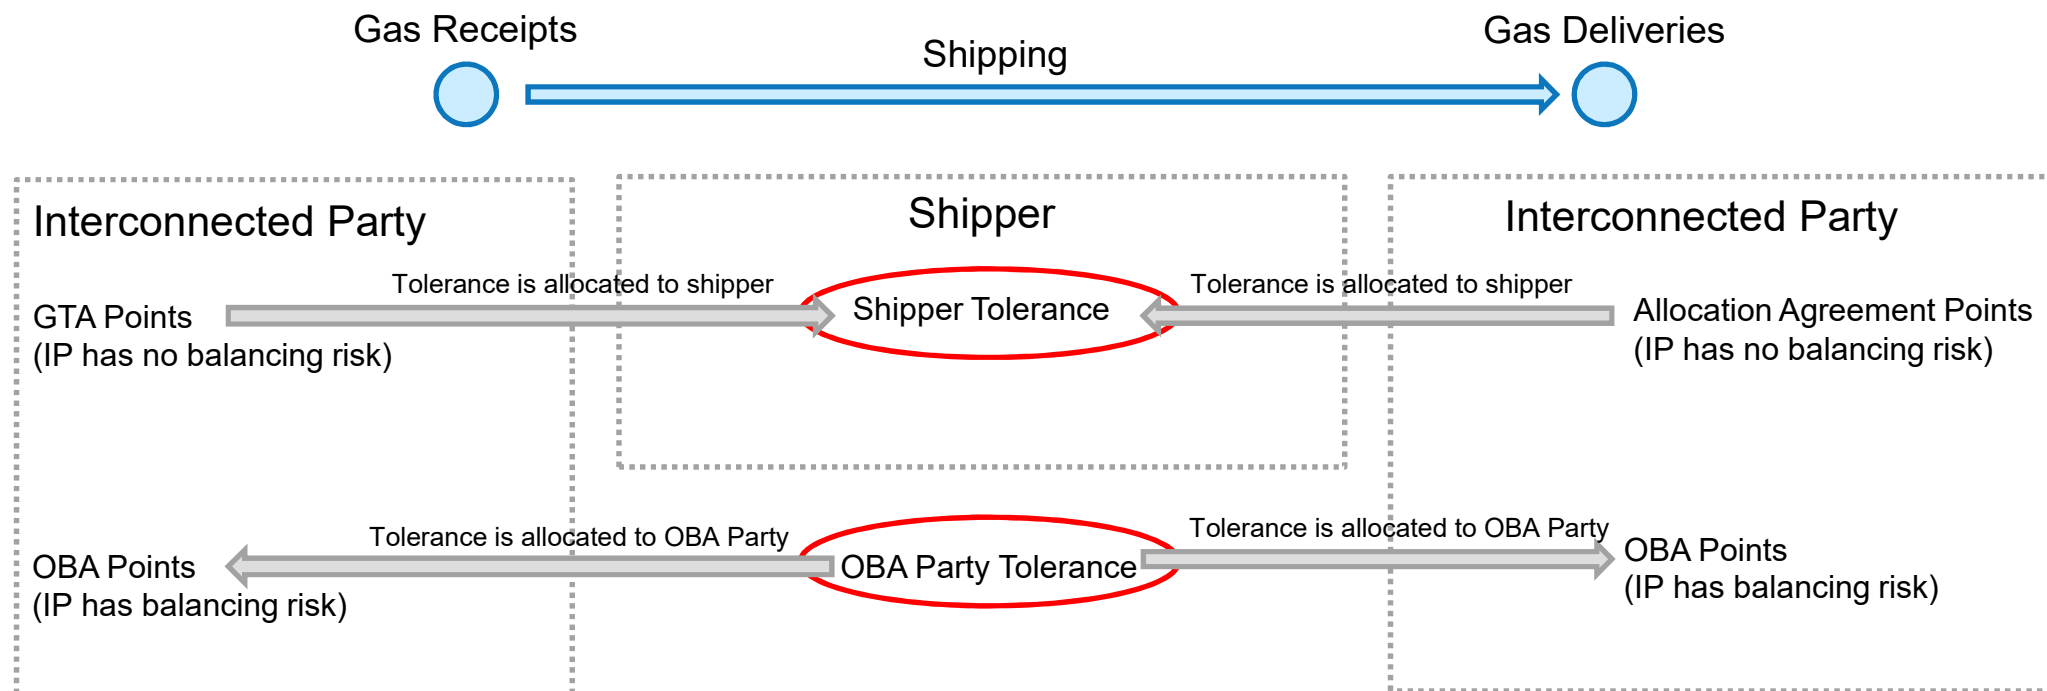 Gas Receipts
Shipping
Gas Deliveries
Interconnected Party
Shipper
Interconnected Party
Tolerance is allocated to shipper
Tolerance is allocated to shipper
GTA Points
(IP has no balancing risk)
Shipper Tolerance
Allocation Agreement Points
(IP has no balancing risk)
Tolerance is allocated to OBA Party
Tolerance is allocated to OBA Party
OBA Points
(IP has balancing risk)
OBA Party Tolerance
OBA Points
(IP has balancing risk)